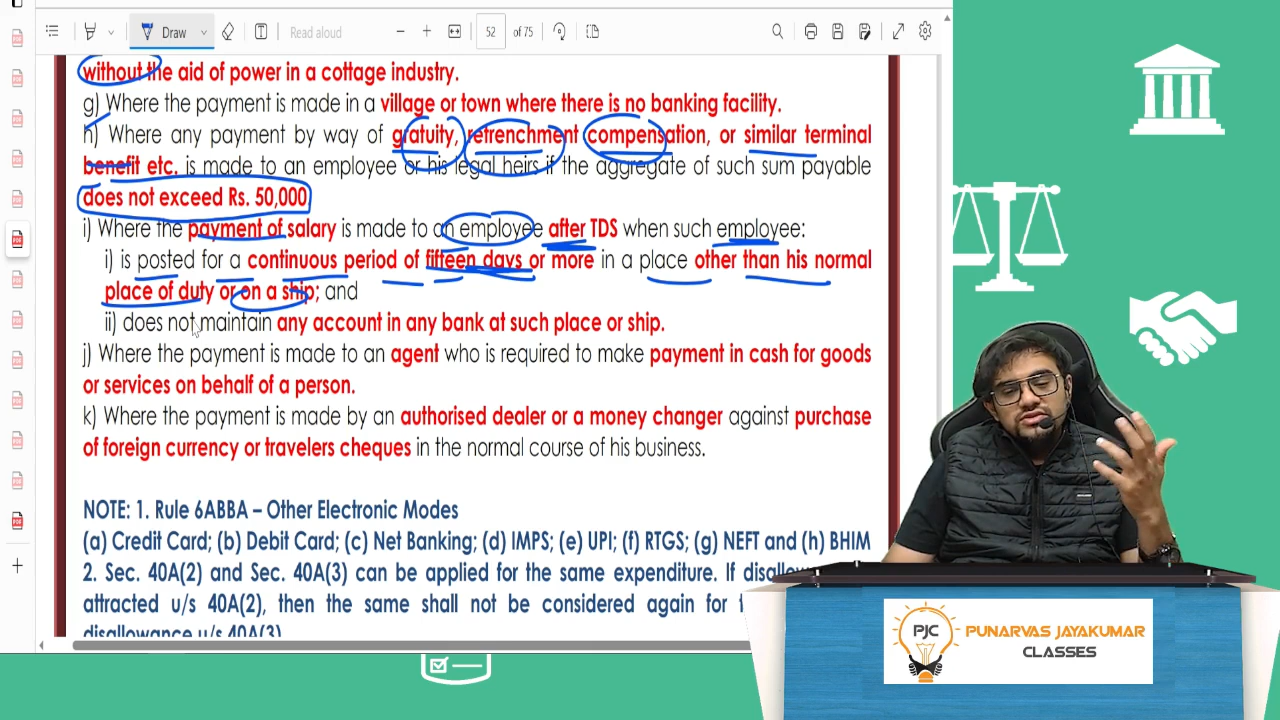 Draw
Read aloud
52 of 75
without the aid of power in a cottage industry.
g) Where the payment is made in a village or town where there is no banking facility.
h) Where any payment by way of gratuity, retrenchment compensation, or similar terminal
benefit etc. is made to an employee or his legal heirs if the aggregate of such sum payable
does not exceed Rs. 50,000
i) Where the payment of salary is made to an employee after TDS when such employee:
i) is posted for a continuous period of fifteen days or more in a place other than his normal
place of duty or on a ship; and
ii) does not maintain any account in any bank at such place or ship.
j) Where the payment is made to an agent who is required to make payment in cash for goods
or services on behalf of a person.
k) Where the payment is made by an authorised dealer or a money changer against purchase
of foreign currency or travelers cheques in the normal course of his business.
NOTE: 1. Rule 6ABBA – Other Electronic Modes
(a) Credit Card; (b) Debit Card; (c) Net Banking; (d) IMPS; (e) UPI; (f) RTGS; (g) NEFT and (h) BHIM
2. Sec. 40A(2) and Sec. 40A(3) can be applied for the same expenditure. If
attracted u/s 40A(2), then the same shall not be considered again for
disallowance u/s 40A(3)
PJC
PUNARVAS JAYAKUMAR
CLASSES